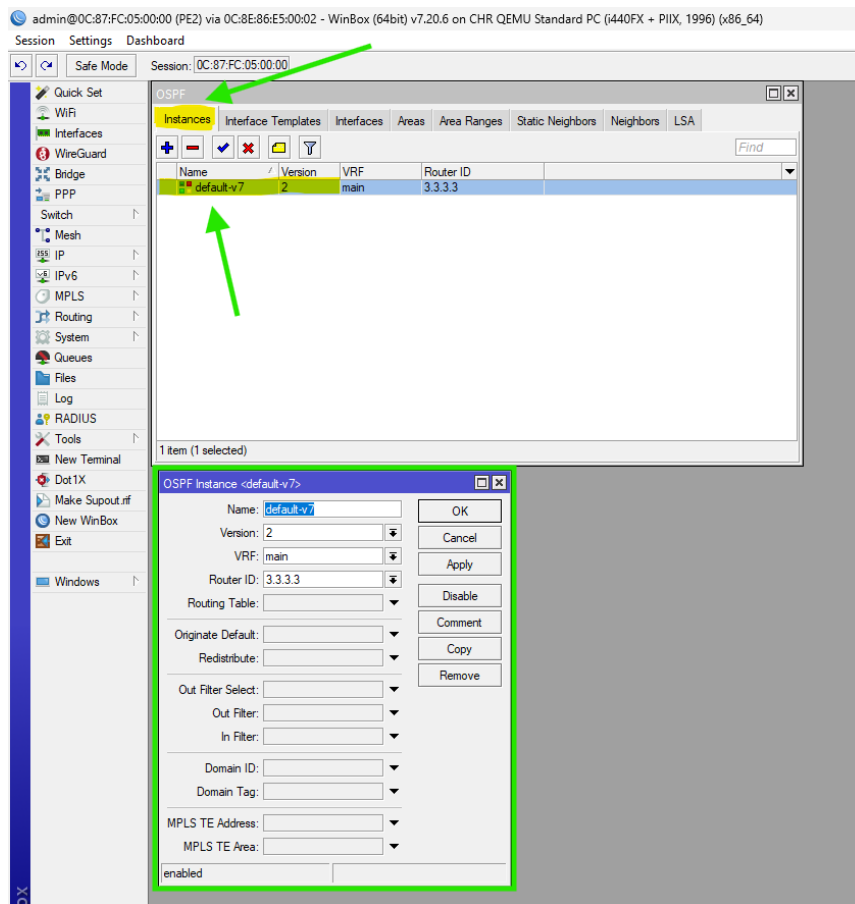 admin@0C:87:FC:05:00:00 (PE2) via 0C:8E:86:E5:00:02 - WinBox (64bit) v7.20.6 on CHR QEMU Standard PC (i440FX + PIIX, 1996) (x86_64)
Session Settings Dashboard
Safe Mode Session: 0C:87:FC:05:00:00
Quick Set
WiFi
Interfaces
WireGuard
Bridge
PPP
Switch
Mesh
IP
IPv6
MPLS
Routing
System
Queues
Files
Log
RADIUS
Tools
New Terminal
Dot1X
Make Supout.rif
New WinBox
Exit
Windows
OSPF
Instances Interface Templates Interfaces Areas Area Ranges Static Neighbors Neighbors LSA
Find
Name Version VRF Router ID
default-v7 2 main 3.3.3.3
1 item (1 selected)
OSPF Instance <default-v7>
Name: default-v7 OK
Version: 2 Cancel
VRF: main Apply
Router ID: 3.3.3.3
Routing Table: Disable
Comment
Originate Default: Copy
Redistribute: Remove
Out Filter Select:
Out Filter:
In Filter:
Domain ID:
Domain Tag:
MPLS TE Address:
MPLS TE Area:
enabled